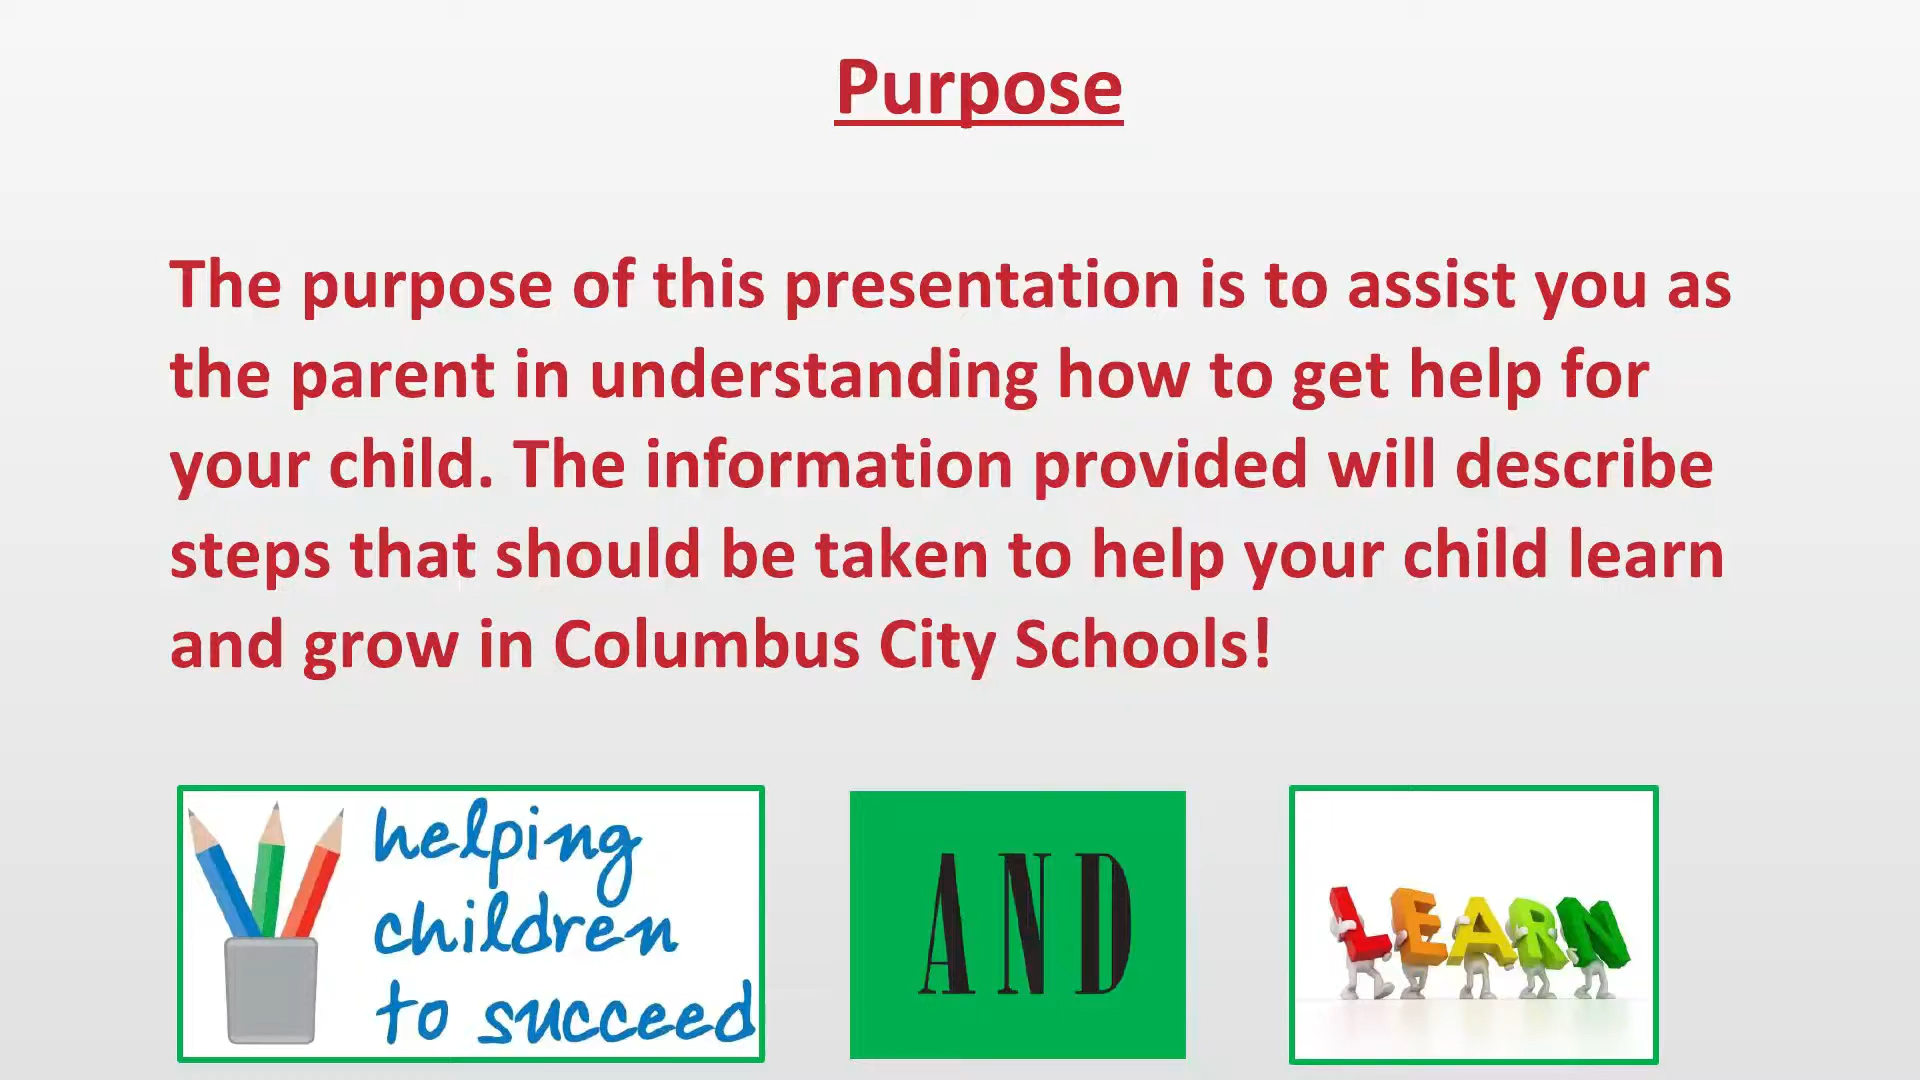 Purpose
The purpose of this presentation is to assist you as
the parent in understanding how to get help for
your child. The information provided will describe
steps that should be taken to help your child learn
and grow in Columbus City Schools!
helping
children
to succeed
AND
LEARN